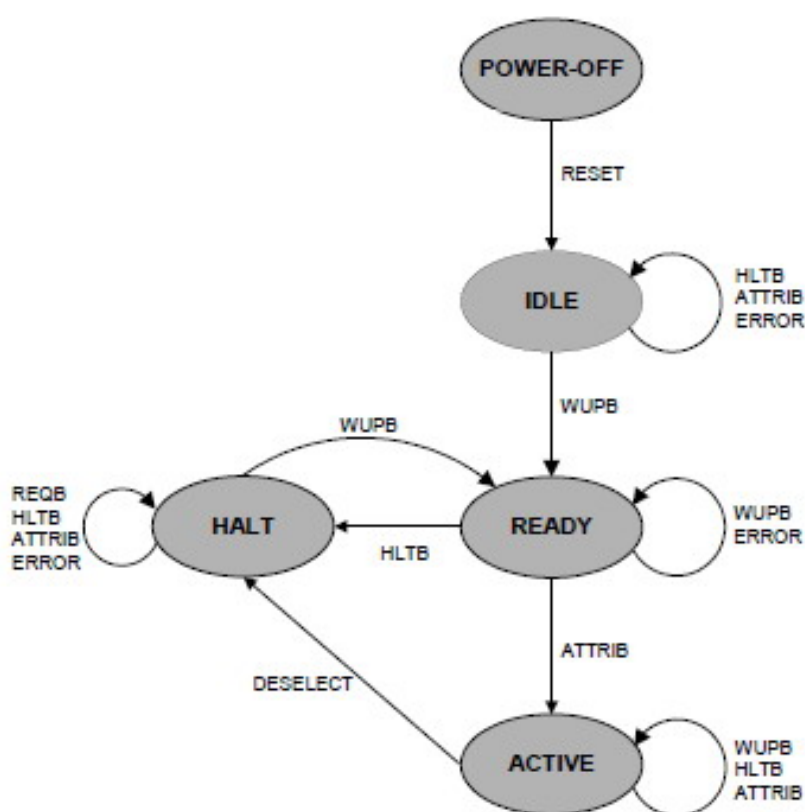 POWER-OFF
RESET
IDLE
HLTB
ATTRIB
ERROR
WUPB
WUPB
REQB
HLTB
ATTRIB
ERROR
HALT
HLTB
READY
WUPB
ERROR
ATTRIB
DESELECT
ACTIVE
WUPB
HLTB
ATTRIB